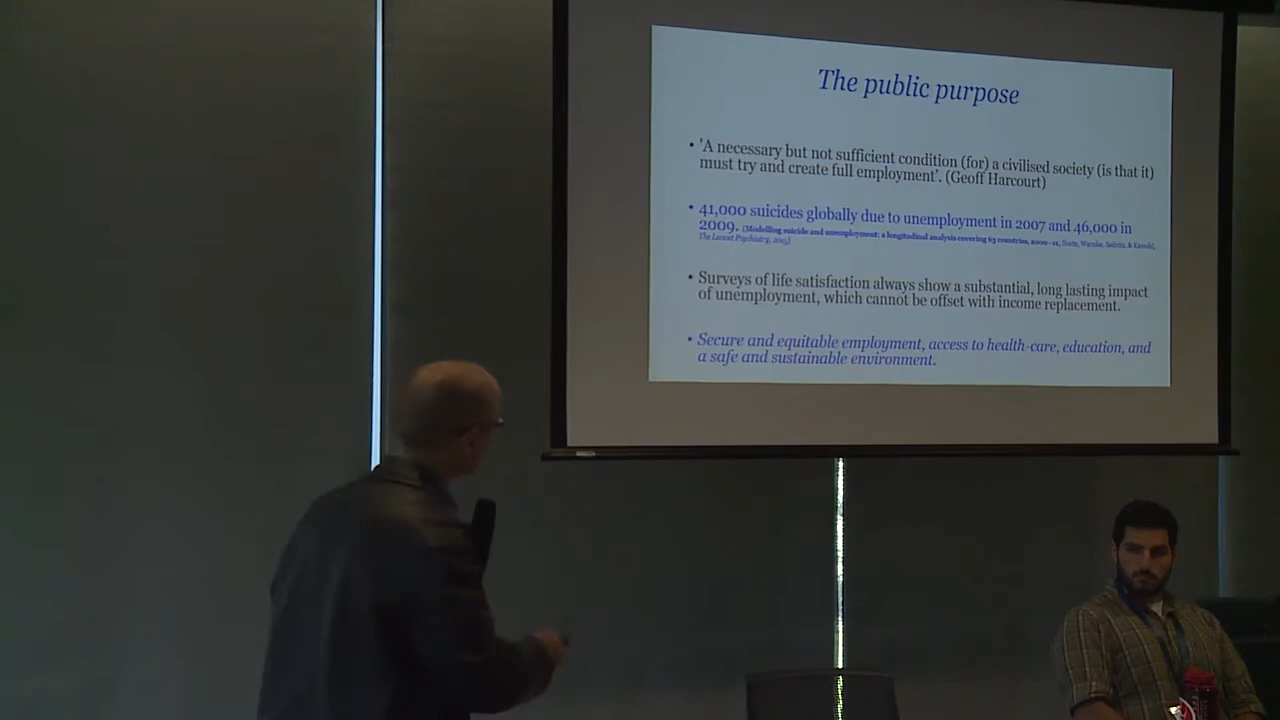 The public purpose
• 'A necessary but not sufficient condition (for) a civilised society (is that it)
must try and create full employment'. (Geoff Harcourt)
• 41,000 suicides globally due to unemployment in 2007 and 46,000 in
2009. (Modelling suicide and unemployment: a longitudinal analysis covering 63 countries, 2000–11,
The Lancet Psychiatry, 2015)
• Surveys of life satisfaction always show a substantial, long lasting impact
of unemployment, which cannot be offset with income replacement.
• Secure and equitable employment, access to health-care, education, and
a safe and sustainable environment.